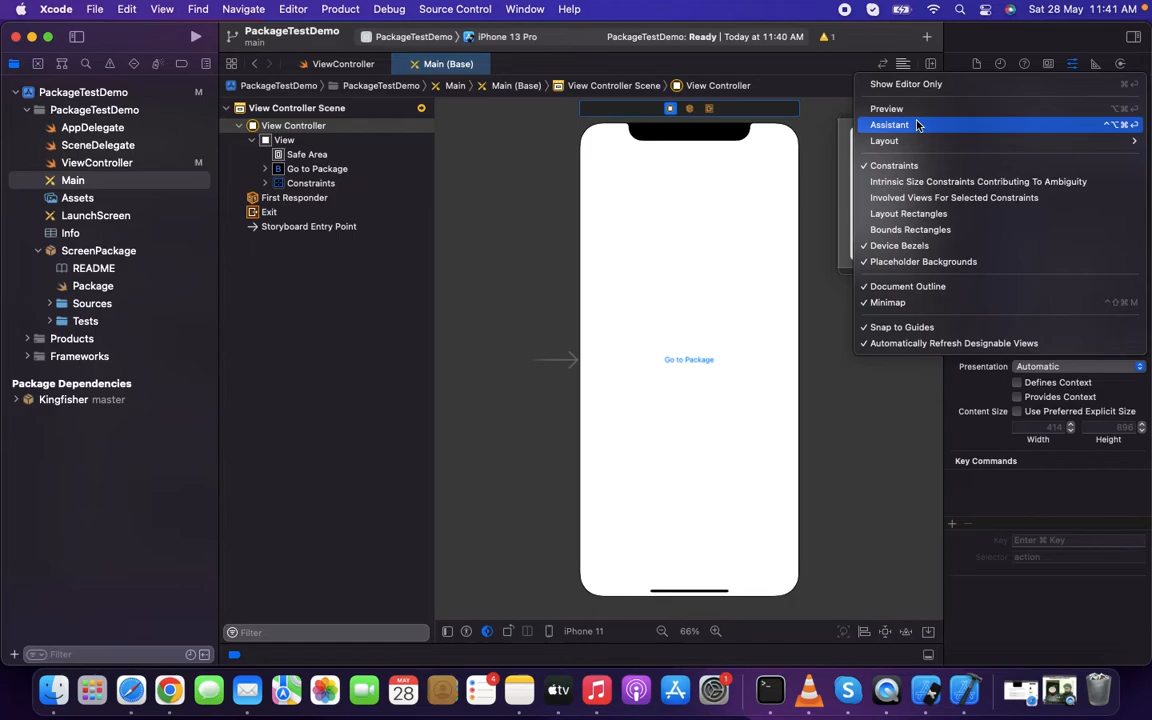 Xcode File Edit View Find Navigate Editor Product Debug Source Control Window Help Sat 28 May 11:41 AM
PackageTestDemo
main
PackageTestDemo iPhone 13 Pro
PackageTestDemo: Ready | Today at 11:40 AM 1
ViewController Main (Base)
PackageTestDemo PackageTestDemo Main Main (Base) View Controller Scene View Controller
PackageTestDemo M
PackageTestDemo
AppDelegate
SceneDelegate
ViewController M
Main
Assets
LaunchScreen
Info
ScreenPackage
README
Package
Sources
Tests
Products
Frameworks
Package Dependencies
Kingfisher master
Filter
View Controller Scene
View Controller
View
Safe Area
B Go to Package
Constraints
First Responder
Exit
Storyboard Entry Point
Filter
Go to Package
iPhone 11 66%
Show Editor Only ⌘↩
Preview ⌥⌘↩
Assistant ^⌥⌘↩
Layout
✓ Constraints
Intrinsic Size Constraints Contributing To Ambiguity
Involved Views For Selected Constraints
Layout Rectangles
Bounds Rectangles
✓ Device Bezels
✓ Placeholder Backgrounds
✓ Document Outline
✓ Minimap ^⇧⌘M
✓ Snap to Guides
✓ Automatically Refresh Designable Views
Presentation Automatic
Defines Context
Provides Context
Content Size Use Preferred Explicit Size
414 896
Width Height
Key Commands
Key Enter ⌘ Key
Selector action
MAY
28
4
tv
1